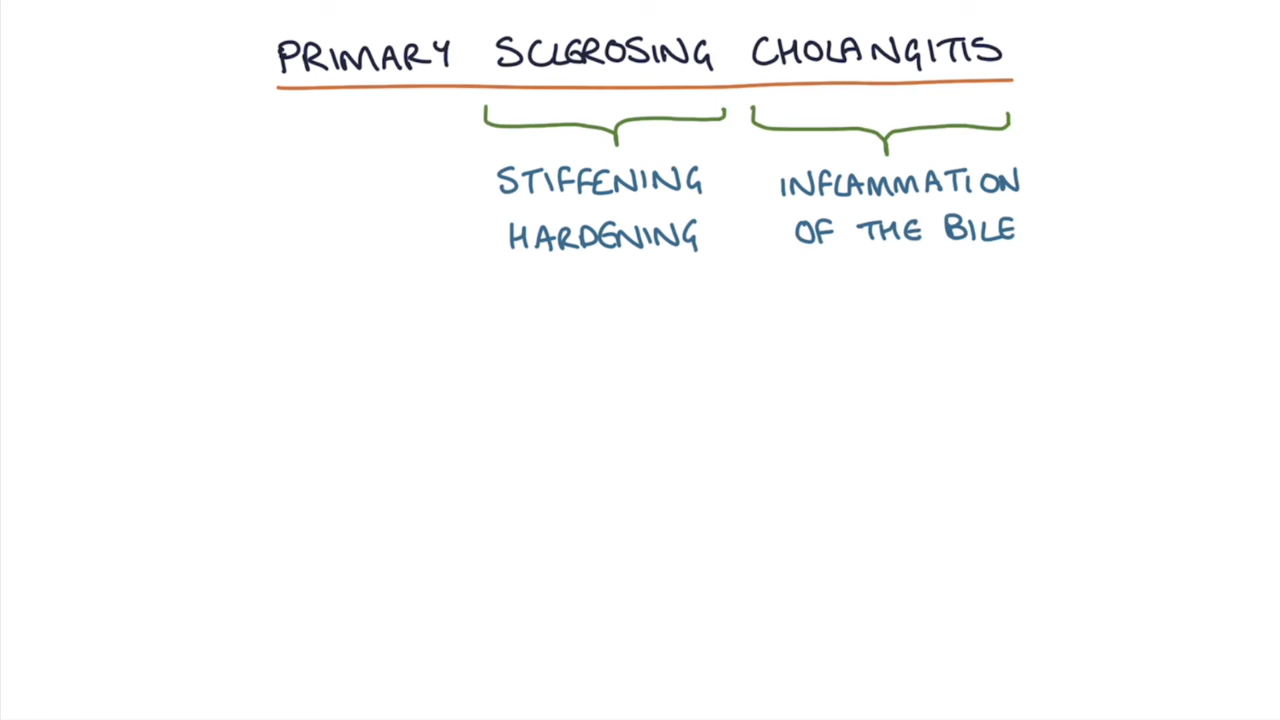 PRIMARY SCLEROSING CHOLANGITIS
STIFFENING
HARDENING
INFLAMMATION
OF THE BILE